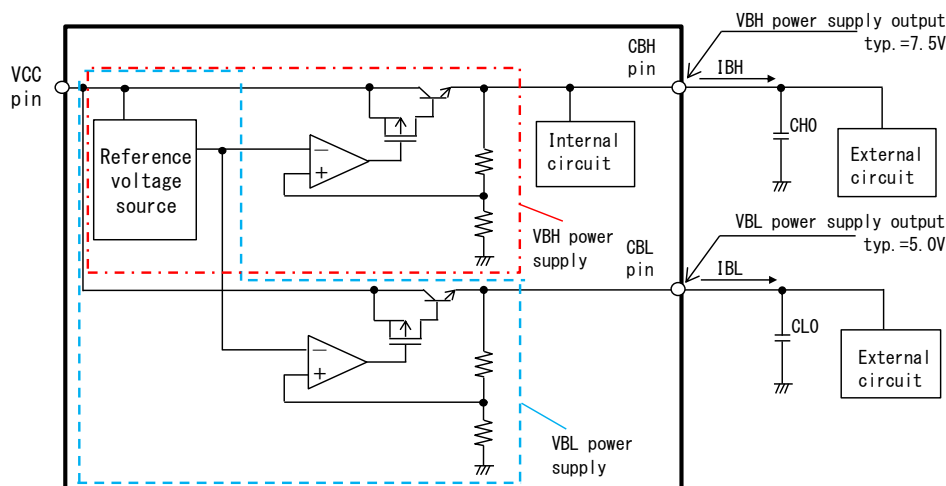 VBH power supply output
typ.=7.5V
CBH
pin
IBH
VCC
pin
CHO
Reference
voltage
source
−
+
Internal
circuit
External
circuit
VBH power
supply
VBL power supply output
typ.=5.0V
CBL
pin
IBL
CLO
−
+
External
circuit
VBL power
supply